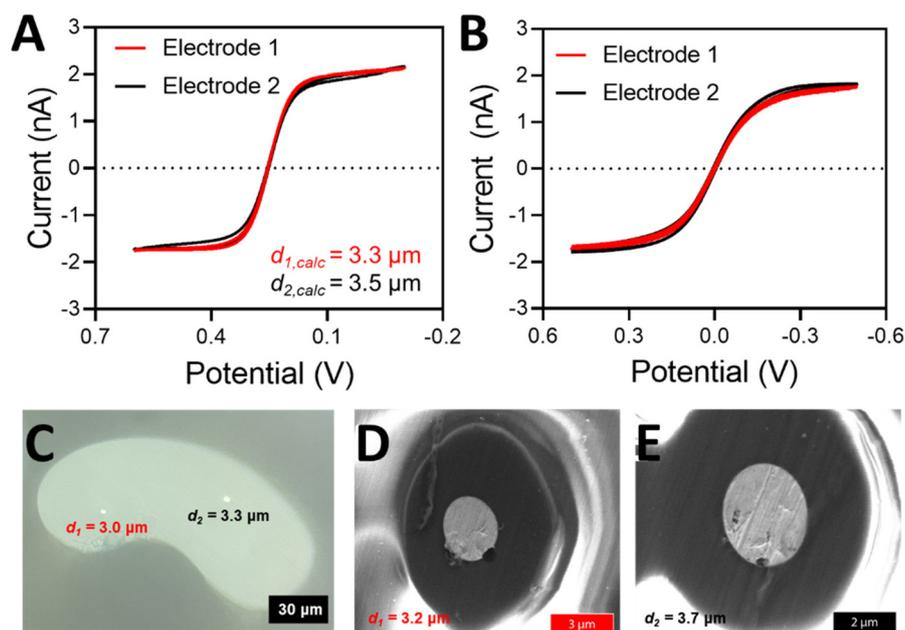 A
3
2
1
0
-1
-2
-3
Current (nA)
Electrode 1
Electrode 2
d1,calc = 3.3 µm
d2,calc = 3.5 µm
0.7
0.4
0.1
-0.2
Potential (V)
B
3
2
1
0
-1
-2
-3
Current (nA)
Electrode 1
Electrode 2
0.6
0.3
0.0
-0.3
-0.6
Potential (V)
C
d1 = 3.0 µm
d2 = 3.3 µm
30 µm
D
d1 = 3.2 µm
3 µm
E
d2 = 3.7 µm
2 µm